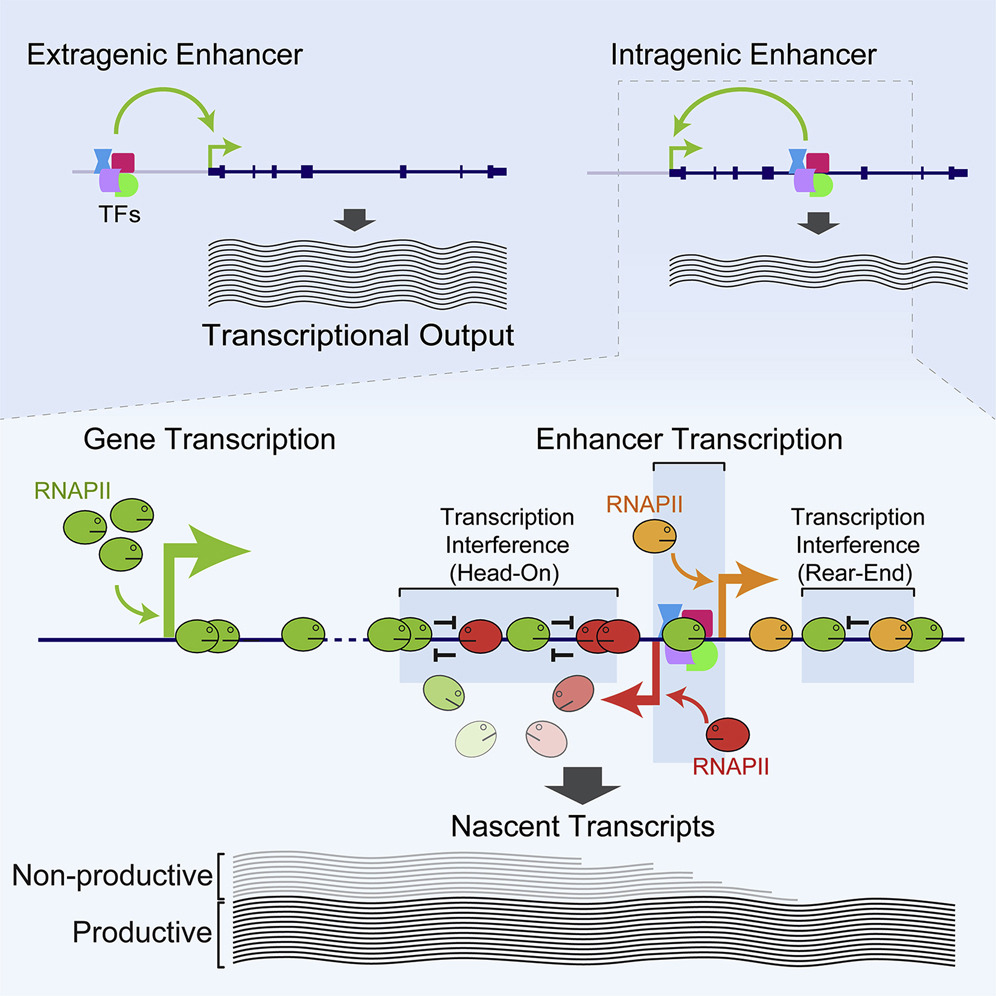 Extragenic Enhancer
Intragenic Enhancer
TFs
Transcriptional Output
Gene Transcription
Enhancer Transcription
RNAPII
RNAPII
Transcription
Interference
(Head-On)
Transcription
Interference
(Rear-End)
RNAPII
Nascent Transcripts
Non-productive
Productive